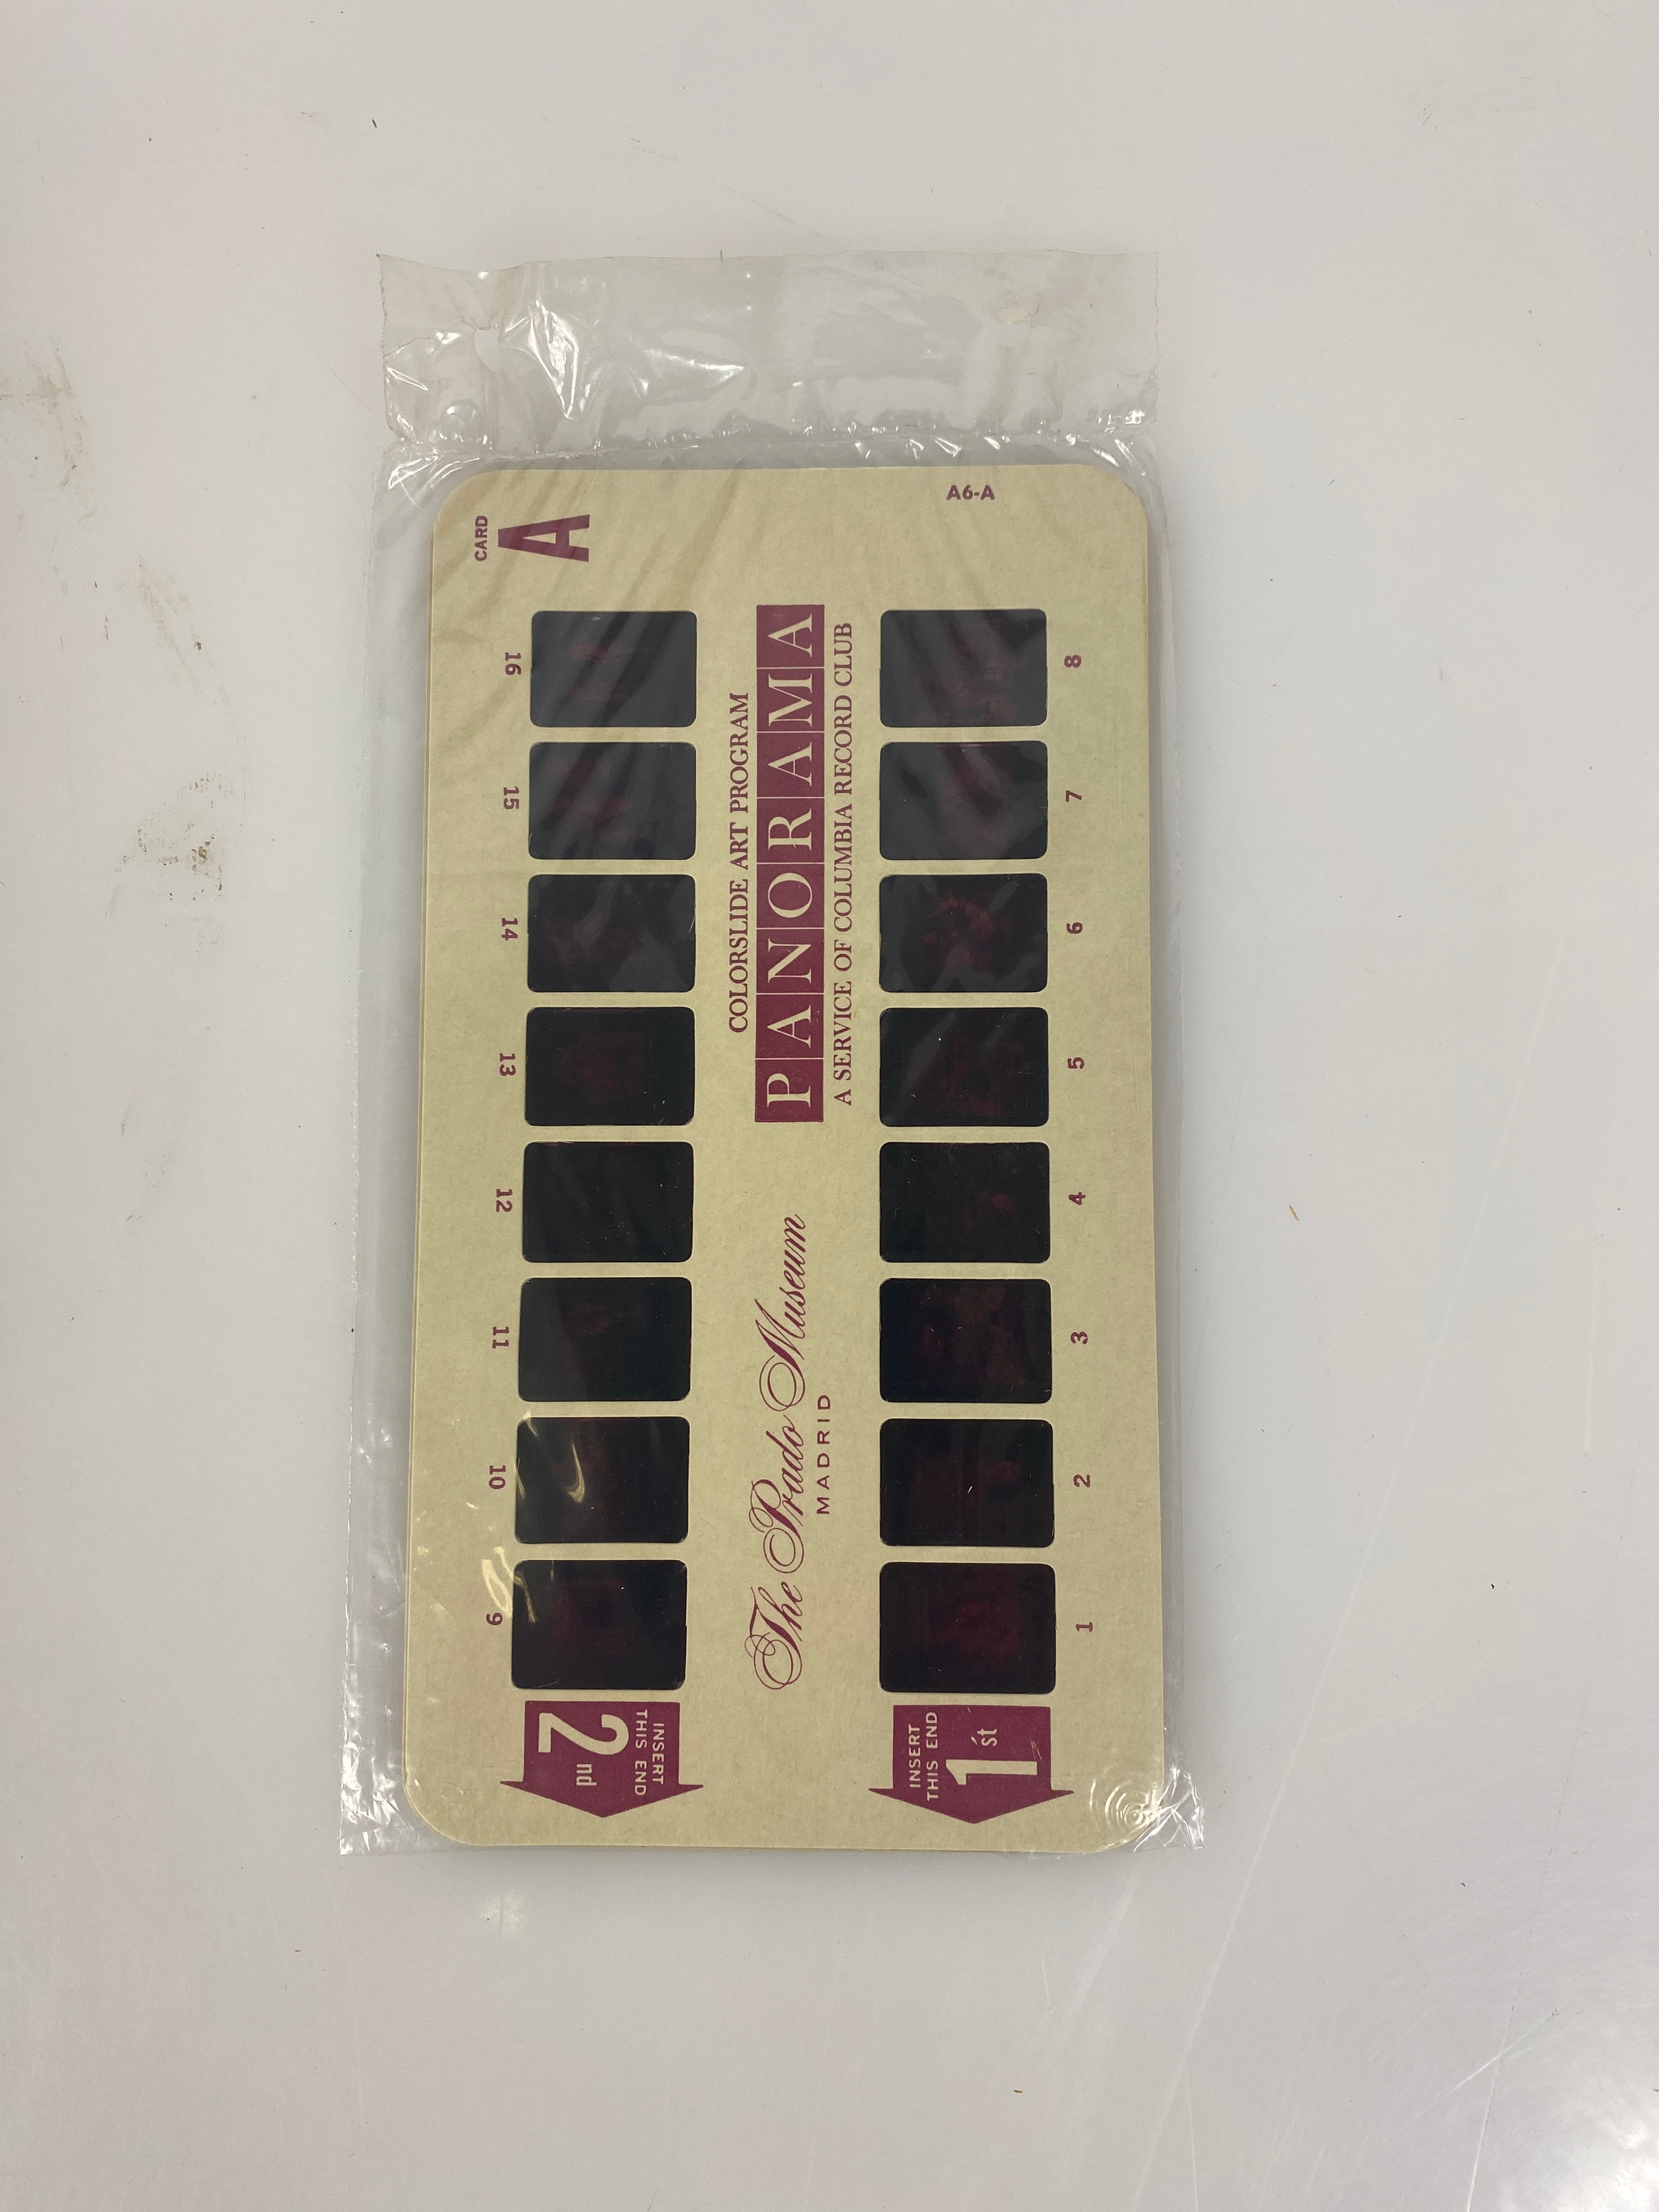 CARD
A
A6-A
16
15
14
13
12
11
10
9
COLORSLIDE ART PROGRAM
PANORAMA
A SERVICE OF COLUMBIA RECORD CLUB
The Prado Museum
MADRID
8
7
6
5
4
3
2
1
INSERT
THIS END
2nd
INSERT
THIS END
1st